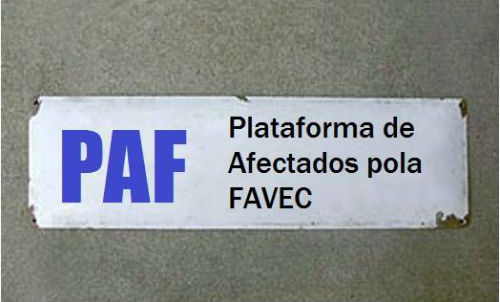 PAF
Plataforma de
Afectados pola
FAVEC